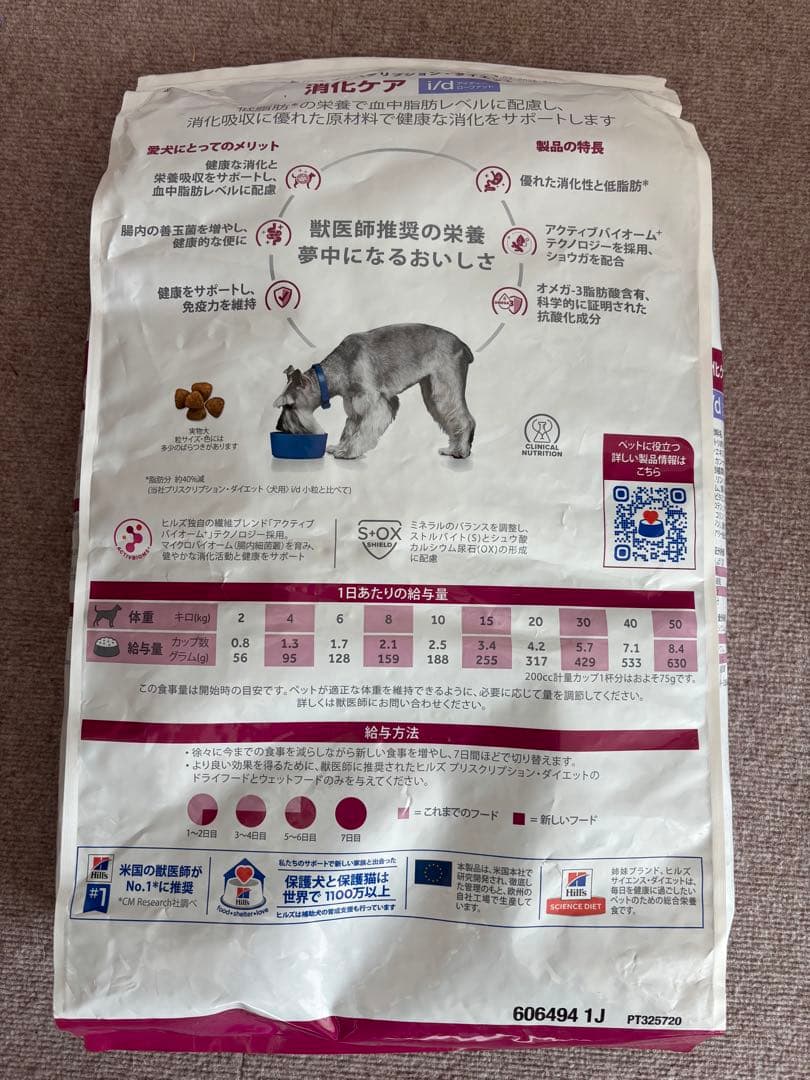 消化ケア i/d
低脂肪*の栄養で血中脂肪レベルに配慮し、
消化吸収に優れた原材料で健康な消化をサポートします
愛犬にとってのメリット
健康な消化と
栄養吸収をサポートし、
血中脂肪レベルに配慮
腸内の善玉菌を増やし、
健康的な便に
健康をサポートし、
免疫力を維持
獣医師推奨の栄養
夢中になるおいしさ
製品の特長
優れた消化性と低脂肪*
アクティブバイオーム+
テクノロジーを採用、
ショウガを配合
オメガ-3脂肪酸含有、
科学的に証明された
抗酸化成分
実物大
粒サイズ・色には
多少のばらつきがあります
CLINICAL
NUTRITION
ペットに役立つ
詳しい製品情報は
こちら
*脂肪分 約40%減
(当社プリスクリプション・ダイエット〈犬用〉i/d 小粒と比べて)
ACTIVBIOME+
ヒルズ独自の繊維ブレンド「アクティブ
バイオーム+」テクノロジー採用。
マイクロバイオーム(腸内細菌叢)を育み、
健やかな消化活動と健康をサポート
S+OX
SHIELD
ミネラルのバランスを調整し、
ストルバイト(S)とシュウ酸
カルシウム尿石(OX)の形成
に配慮
1日あたりの給与量
体重 キロ(kg) 2 4 6 8 10 15 20 30 40 50
給与量 カップ数 0.8 1.3 1.7 2.1 2.5 3.4 4.2 5.7 7.1 8.4
グラム(g) 56 95 128 159 188 255 317 429 533 630
200cc計量カップ1杯分はおよそ75gです。
この食事量は開始時の目安です。ペットが適正な体重を維持できるように、必要に応じて量を調節してください。
詳しくは獣医師にお問い合わせください。
給与方法
・徐々に今までの食事を減らしながら新しい食事を増やし、7日間ほどで切り替えます。
・より良い効果を得るために、獣医師に推奨されたヒルズ プリスクリプション・ダイエットの
ドライフードとウェットフードのみを与えてください。
1〜2日目 3〜4日目 5〜6日目 7日目
= これまでのフード = 新しいフード
Hill's
#1
米国の獣医師が
No.1*に推奨
*CM Research社調べ
Hill's
food•shelter•love
私たちのサポートで新しい家族と出会った
保護犬と保護猫は
世界で 1100万以上
ヒルズは補助犬の育成支援も行っています
本製品は、米国本社で
研究開発され、徹底し
た管理のもと、欧州の
自社工場で生産して
います。
Hill's
SCIENCE DIET
姉妹ブランド、ヒルズ
サイエンス・ダイエットは、
毎日を健康に過ごしたい
ペットのための総合栄養
食です。
606494 1J PT325720